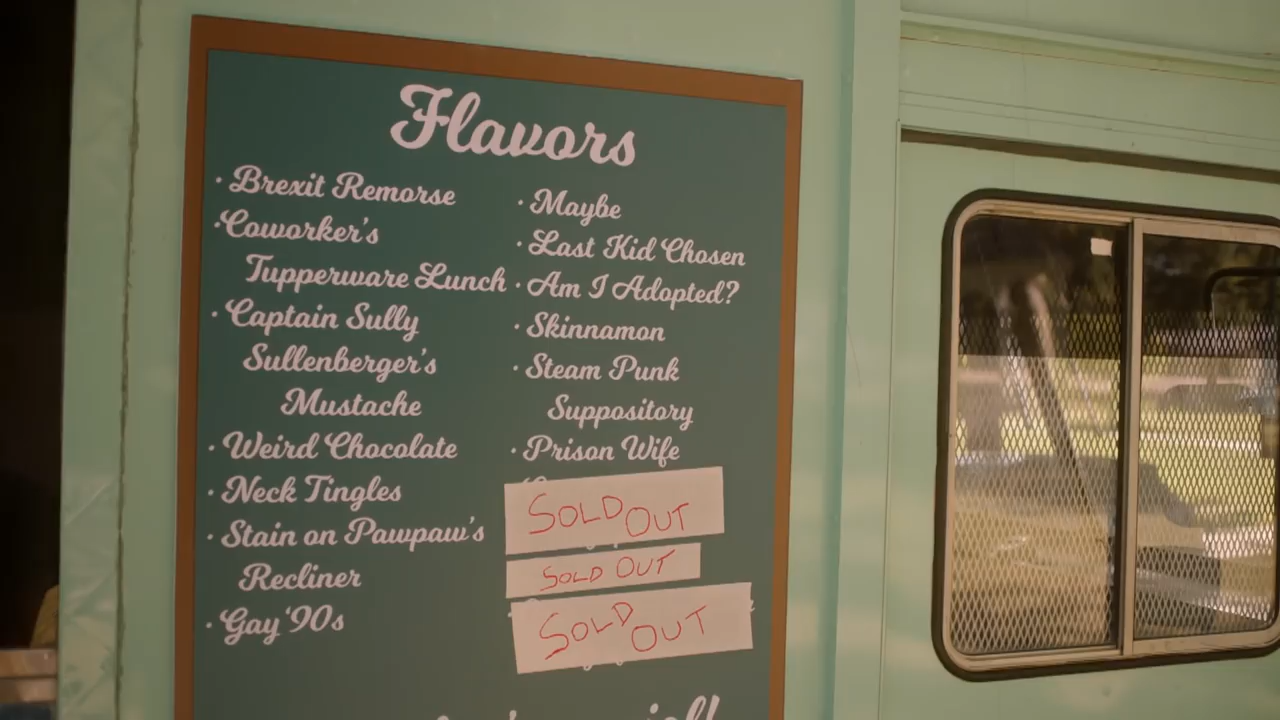 Flavors
· Brexit Remorse
· Coworker's
Tupperware Lunch
· Captain Sully
Sullenberger's
Mustache
· Weird Chocolate
· Neck Tingles
· Stain on Pawpaw's
Recliner
· Gay '90s
· Maybe
· Last Kid Chosen
· Am I Adopted?
· Skinnamon
· Steam Punk
Suppository
· Prison Wife
SOLD OUT
SOLD OUT
SOLD OUT